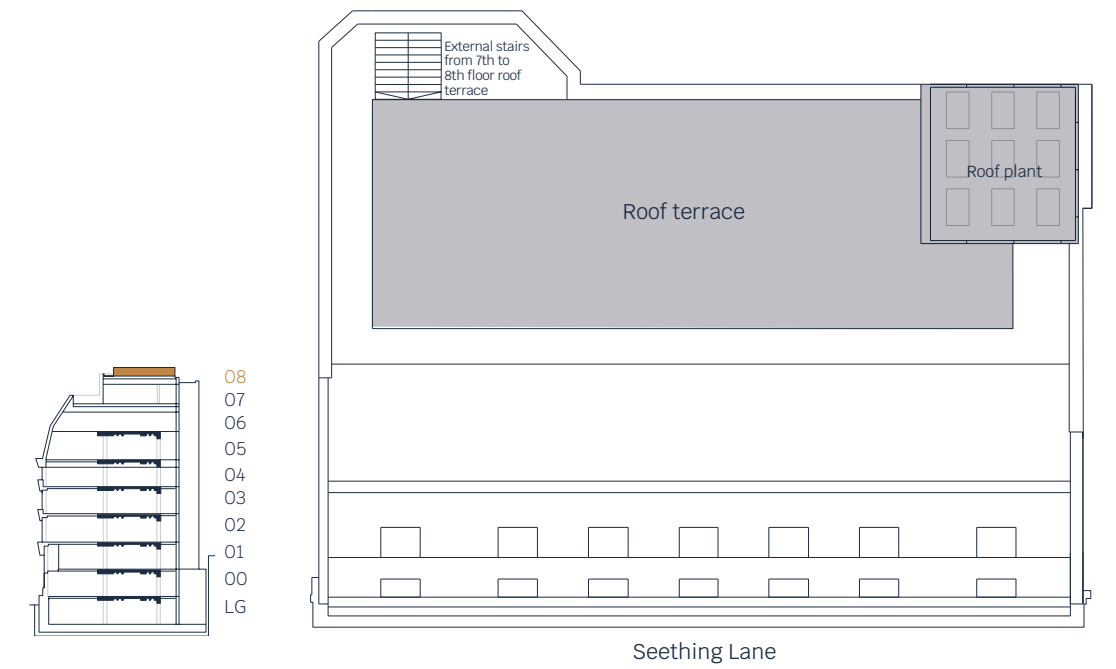 External stairs
from 7th to
8th floor roof
terrace
Roof plant
Roof terrace
08
07
06
05
04
03
02
01
00
LG
Seething Lane